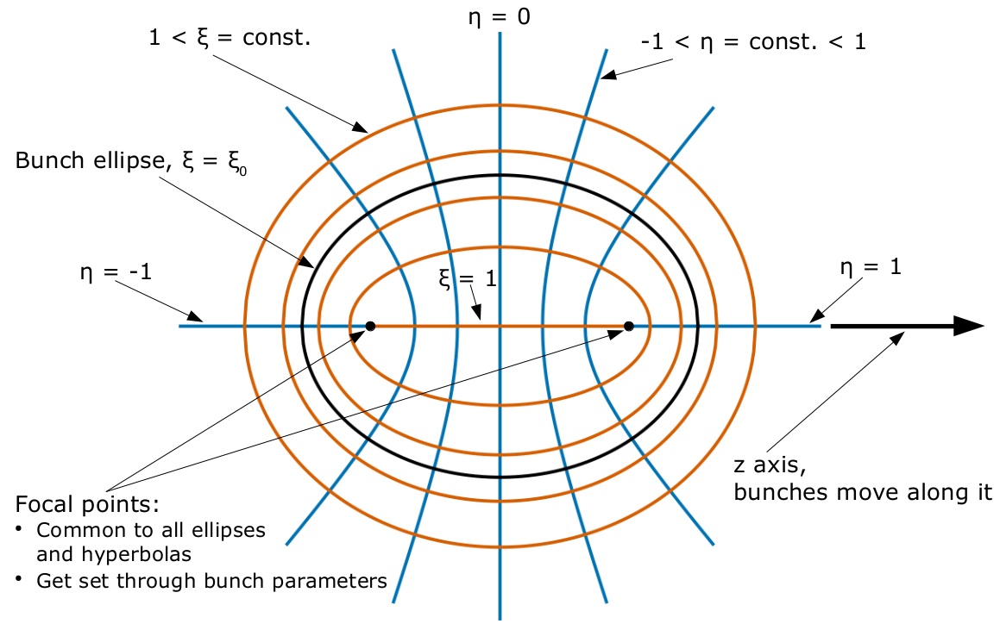 η = 0
1 < ξ = const.
-1 < η = const. < 1
Bunch ellipse, ξ = ξ₀
η = -1
ξ = 1
η = 1
z axis,
bunches move along it
Focal points:
• Common to all ellipses
and hyperbolas
• Get set through bunch parameters